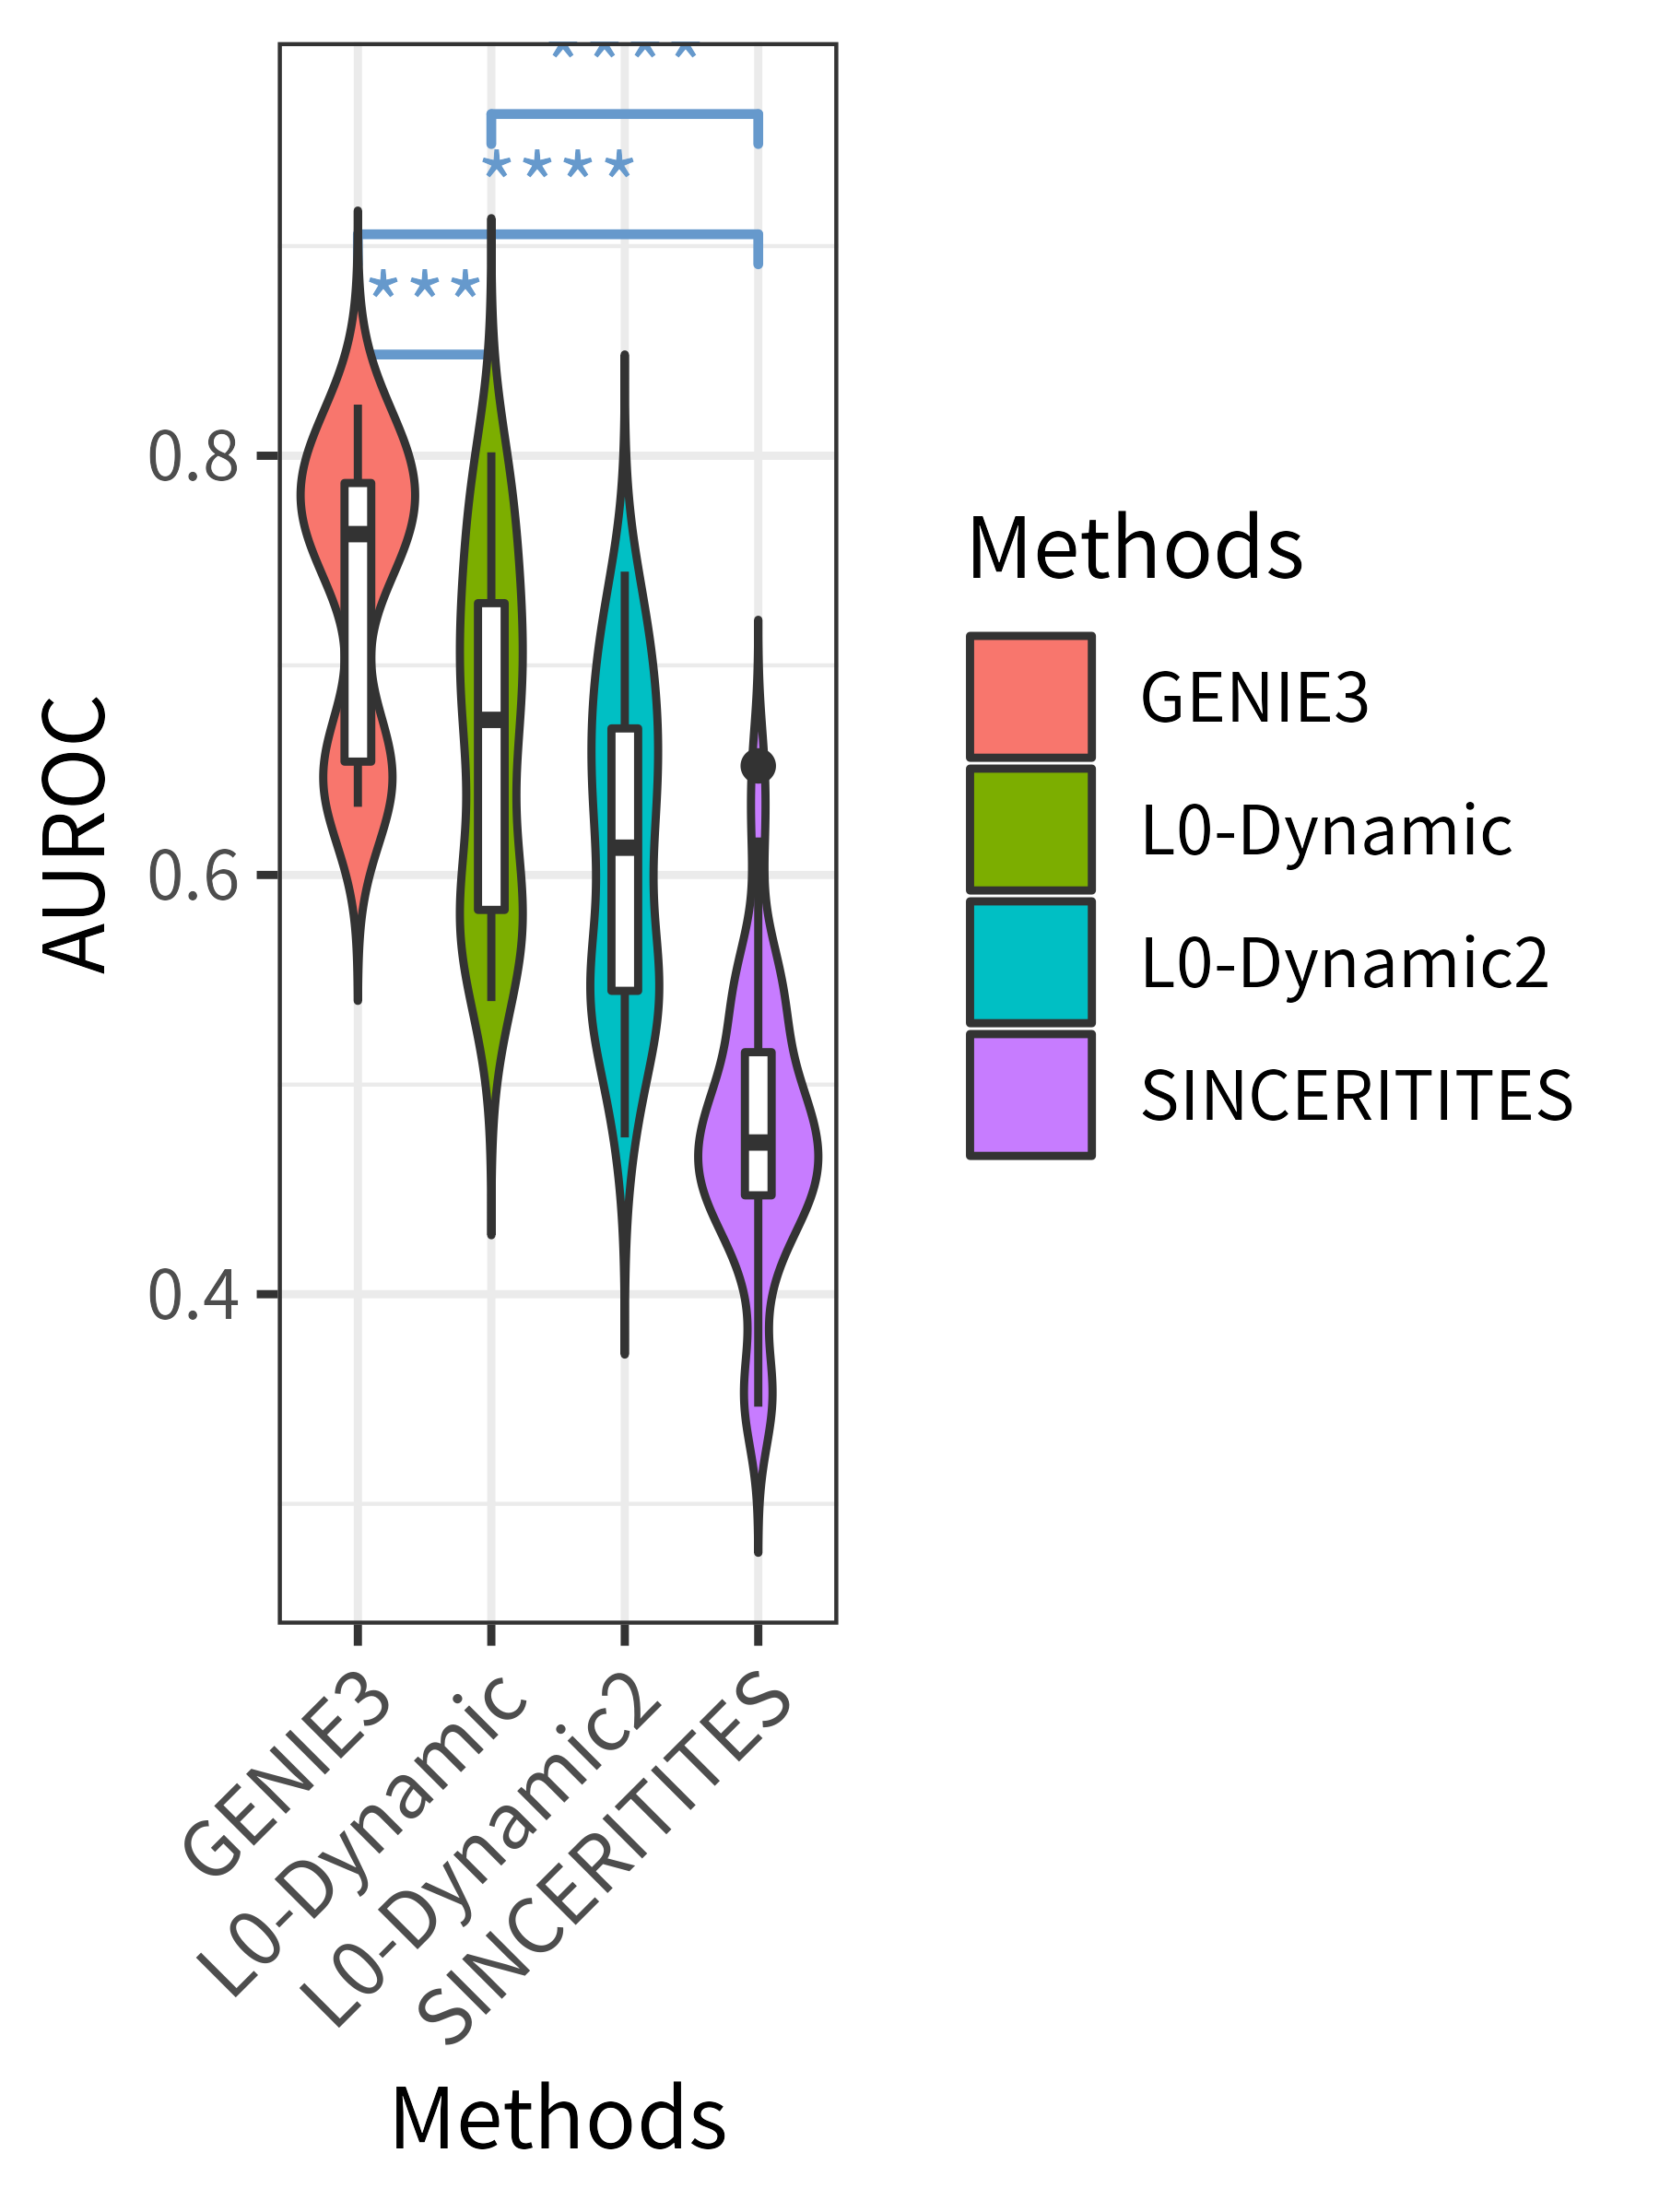 ****
****
***
0.8
0.6
0.4
AUROC
GENIE3
L0-Dynamic
L0-Dynamic2
SINCERITITES
Methods
Methods
GENIE3
L0-Dynamic
L0-Dynamic2
SINCERITITES